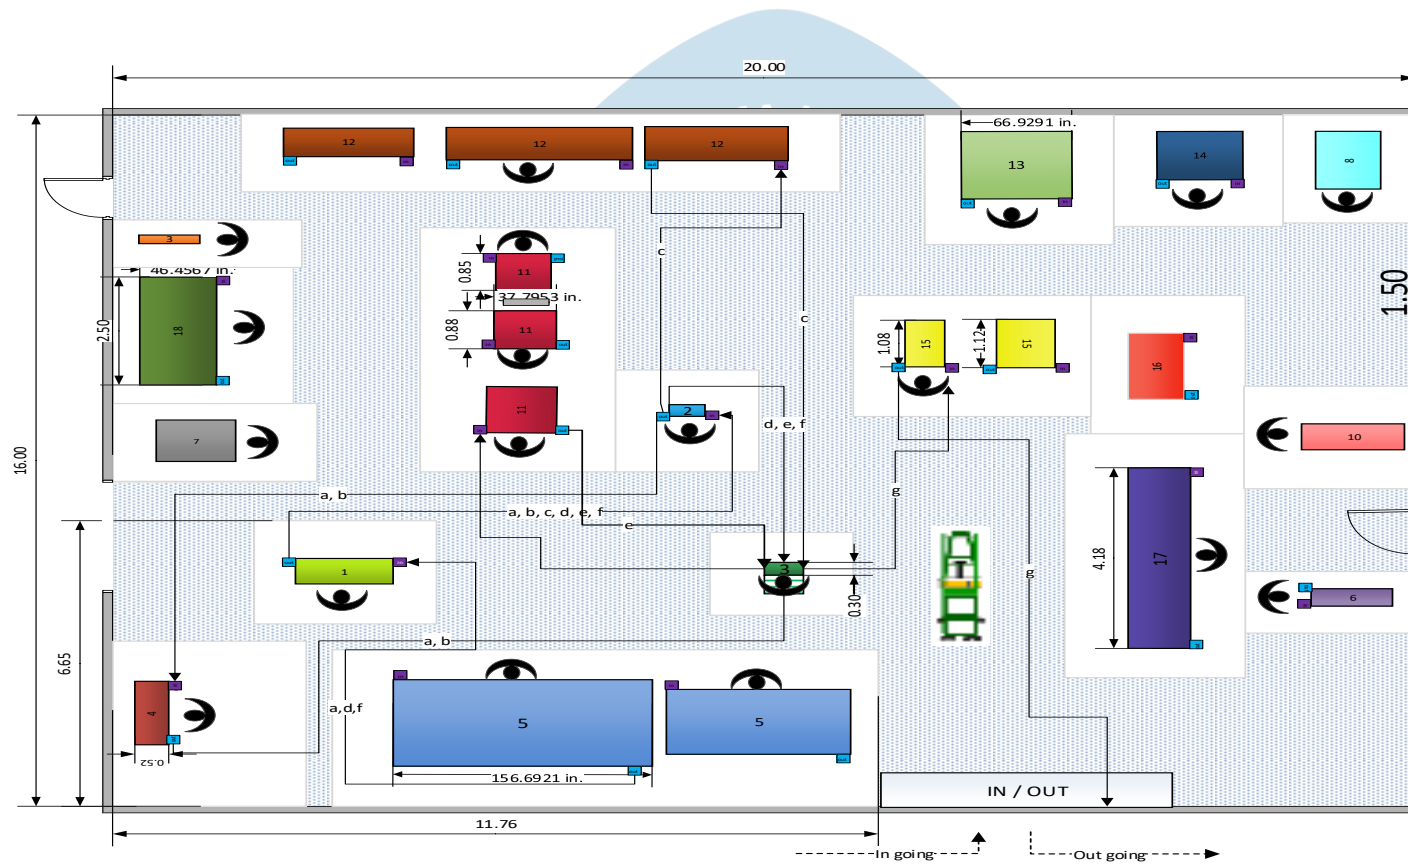 20.00
66.9291 in.
12
12
12
13
14
8
3
46.4567 in.
18
2.50
0.85
11
37.7953 in.
0.88
11
11
c
c
1.50
1.08
15
1.12
15
16
2
d, e, f
7
10
16.00
a, b
a, b, c, d, e, f
e
g
g
1
3
0.30
T
4.18
17
6
6.65
a, b
a,d,f
4
0.52
5
5
156.6921 in.
IN / OUT
11.76
In going
Out going